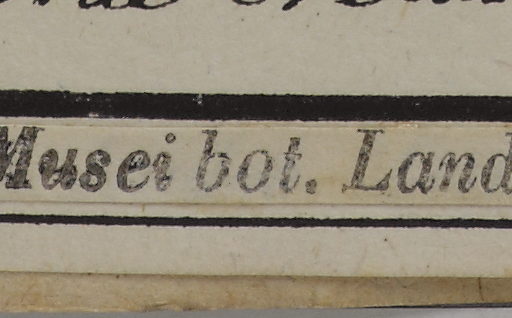 Musei bot. Land